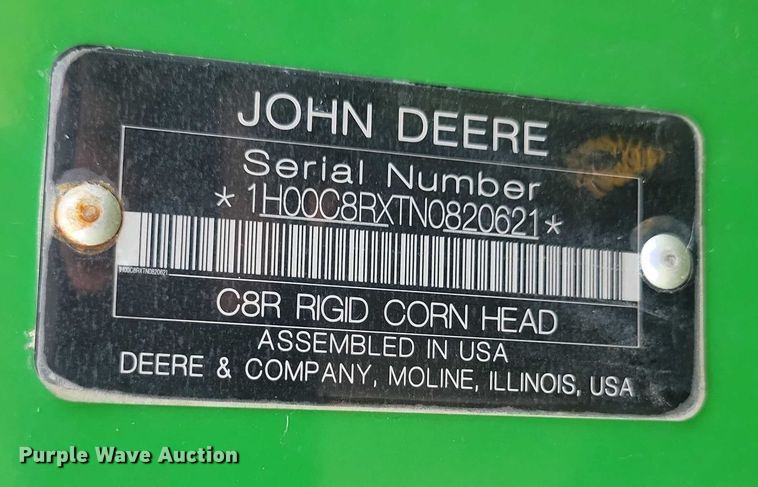 JOHN DEERE
Serial Number
*1H00C8RXTN0820621*
1H00C8RXTN0820621
C8R RIGID CORN HEAD
ASSEMBLED IN USA
DEERE & COMPANY, MOLINE, ILLINOIS, USA
Purple Wave Auction